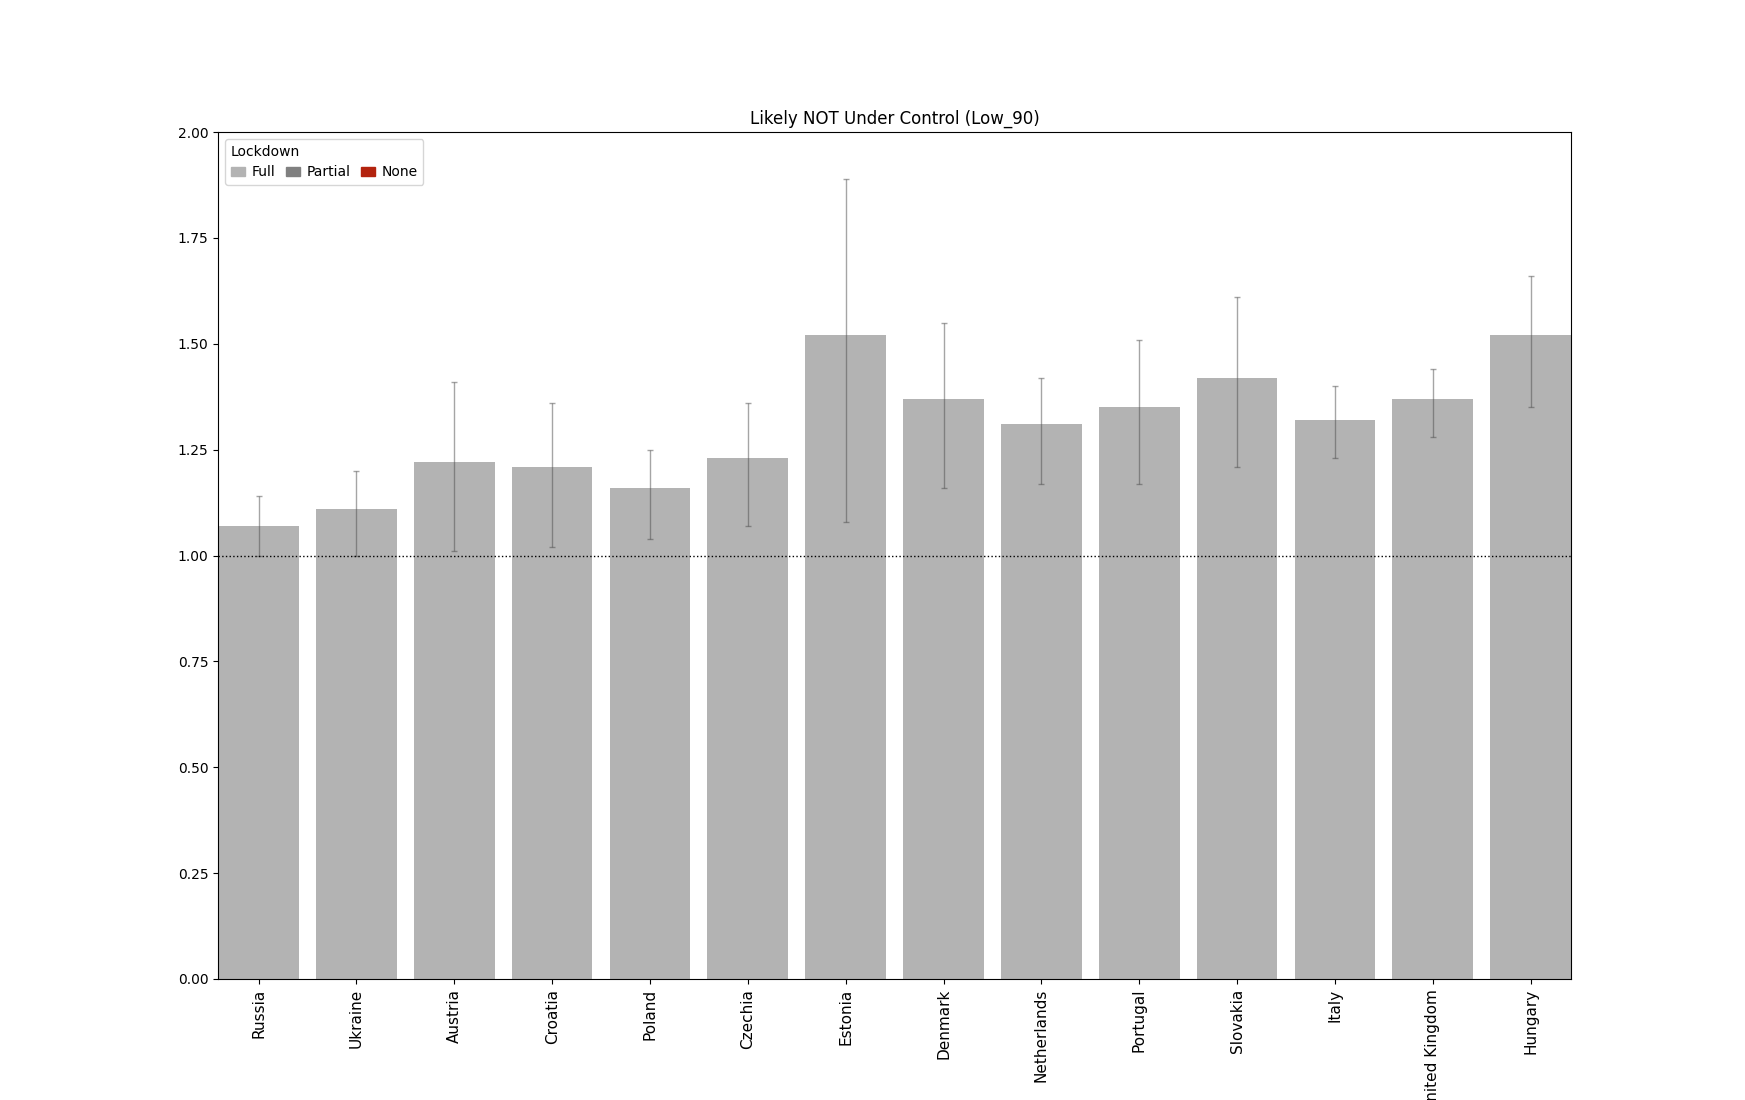 Likely NOT Under Control (Low_90)
Lockdown
Full Partial None
2.00
1.75
1.50
1.25
1.00
0.75
0.50
0.25
0.00
Russia
Ukraine
Austria
Croatia
Poland
Czechia
Estonia
Denmark
Netherlands
Portugal
Slovakia
Italy
nited Kingdom
Hungary